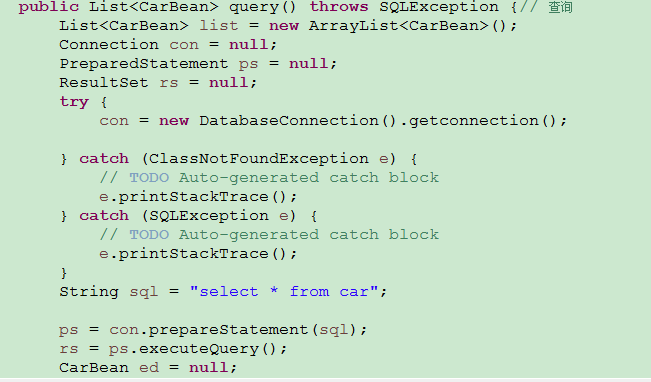 public List<CarBean> query() throws SQLException {// 查询
    List<CarBean> list = new ArrayList<CarBean>();
    Connection con = null;
    PreparedStatement ps = null;
    ResultSet rs = null;
    try {
        con = new DatabaseConnection().getconnection();

    } catch (ClassNotFoundException e) {
        // TODO Auto-generated catch block
        e.printStackTrace();
    } catch (SQLException e) {
        // TODO Auto-generated catch block
        e.printStackTrace();
    }
    String sql = "select * from car";

    ps = con.prepareStatement(sql);
    rs = ps.executeQuery();
    CarBean ed = null;